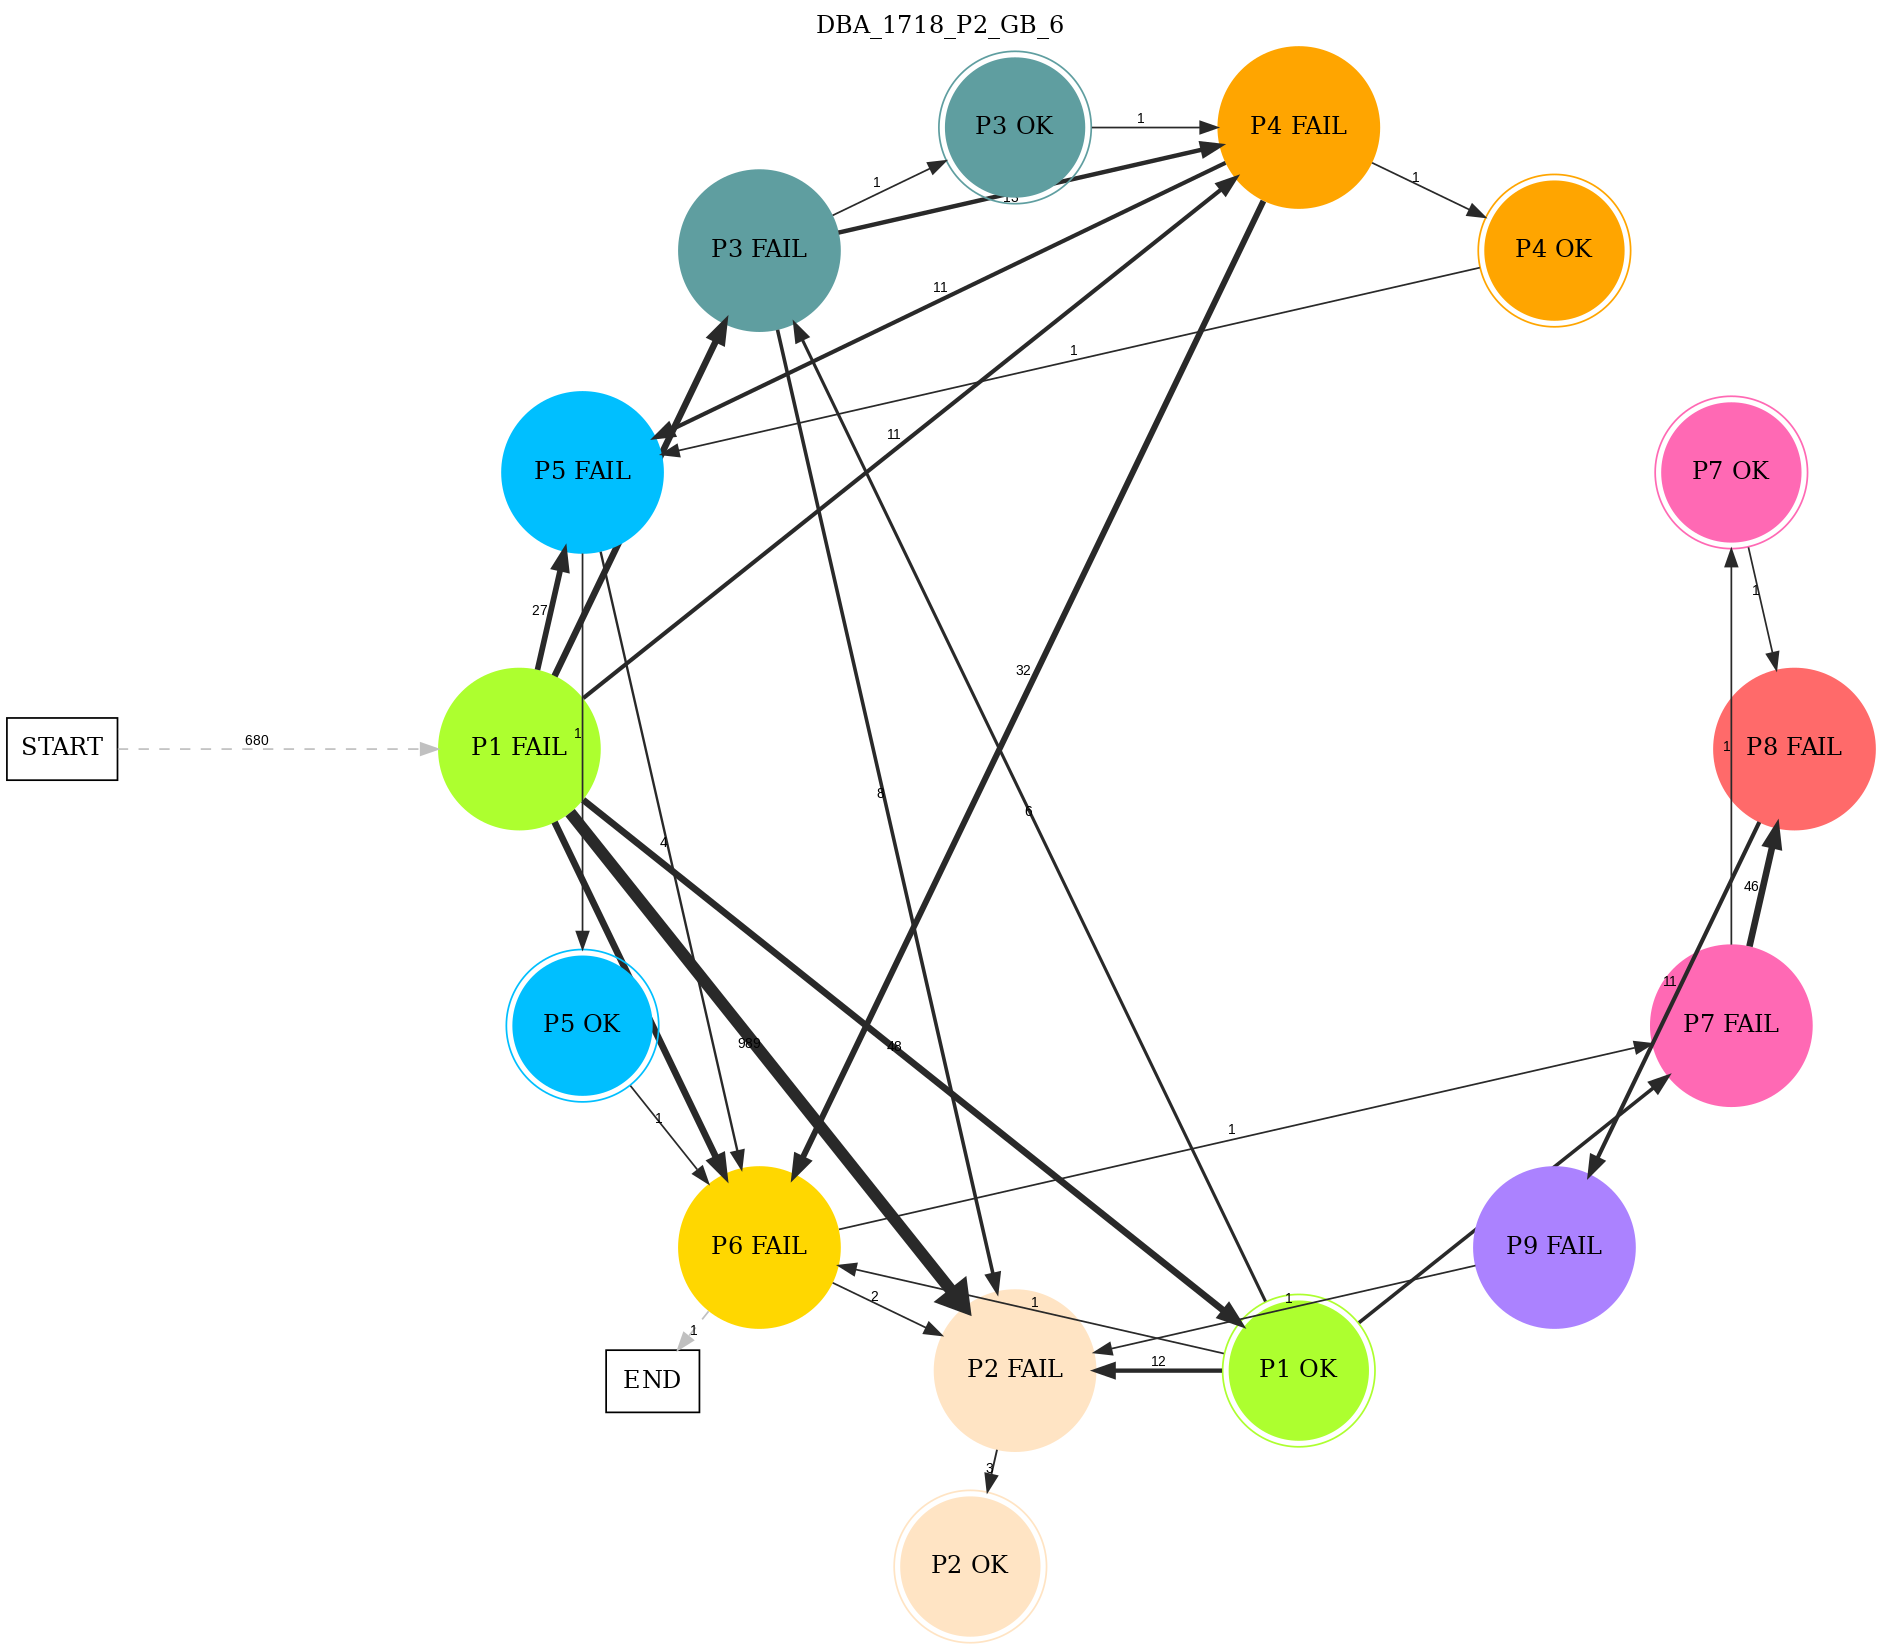 DBA_1718_P2_GB_6
P3 OK
1
P4 FAIL
1
1
P3 FAIL
P4 OK
11
1
11
P5 FAIL
P7 OK
27
1
32
680
START
P1 FAIL
1
1
P8 FAIL
8
6
4
46
11
989
48
P5 OK
P7 FAIL
1
1
P6 FAIL
P9 FAIL
2
1
1
1
12
P2 FAIL
P1 OK
END
3
P2 OK